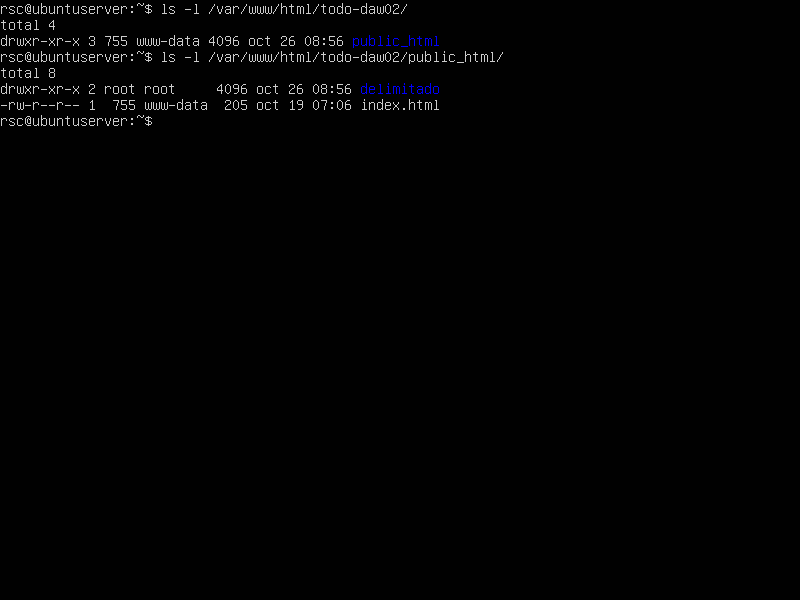 rsc@ubuntuserver:~$ ls -l /var/www/html/todo-daw02/
total 4
drwxr-xr-x 3 755 www-data 4096 oct 26 08:56 public_html
rsc@ubuntuserver:~$ ls -l /var/www/html/todo-daw02/public_html/
total 8
drwxr-xr-x 2 root root     4096 oct 26 08:56 delimitado
-rw-r--r-- 1  755 www-data  205 oct 19 07:06 index.html
rsc@ubuntuserver:~$